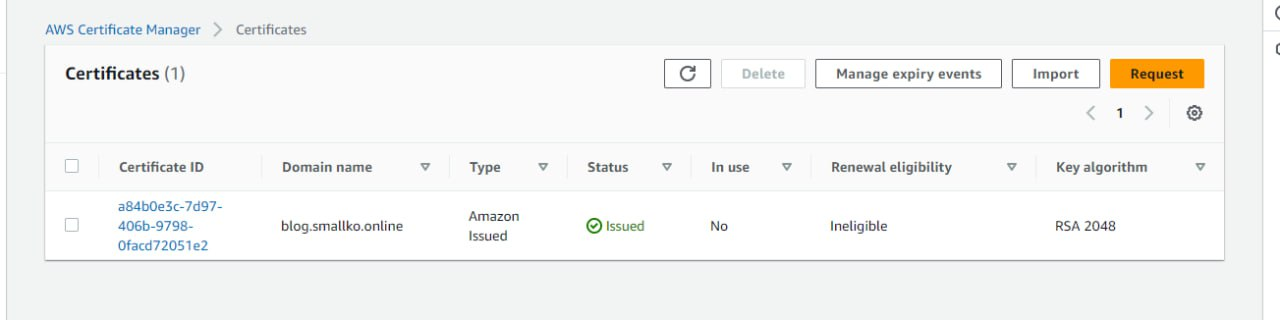 AWS Certificate Manager > Certificates
Certificates (1)
Delete
Manage expiry events
Import
Request
1
Certificate ID Domain name Type Status In use Renewal eligibility Key algorithm
a84b0e3c-7d97-
406b-9798-
0facd72051e2
blog.smallko.online
Amazon
Issued
Issued
No
Ineligible
RSA 2048